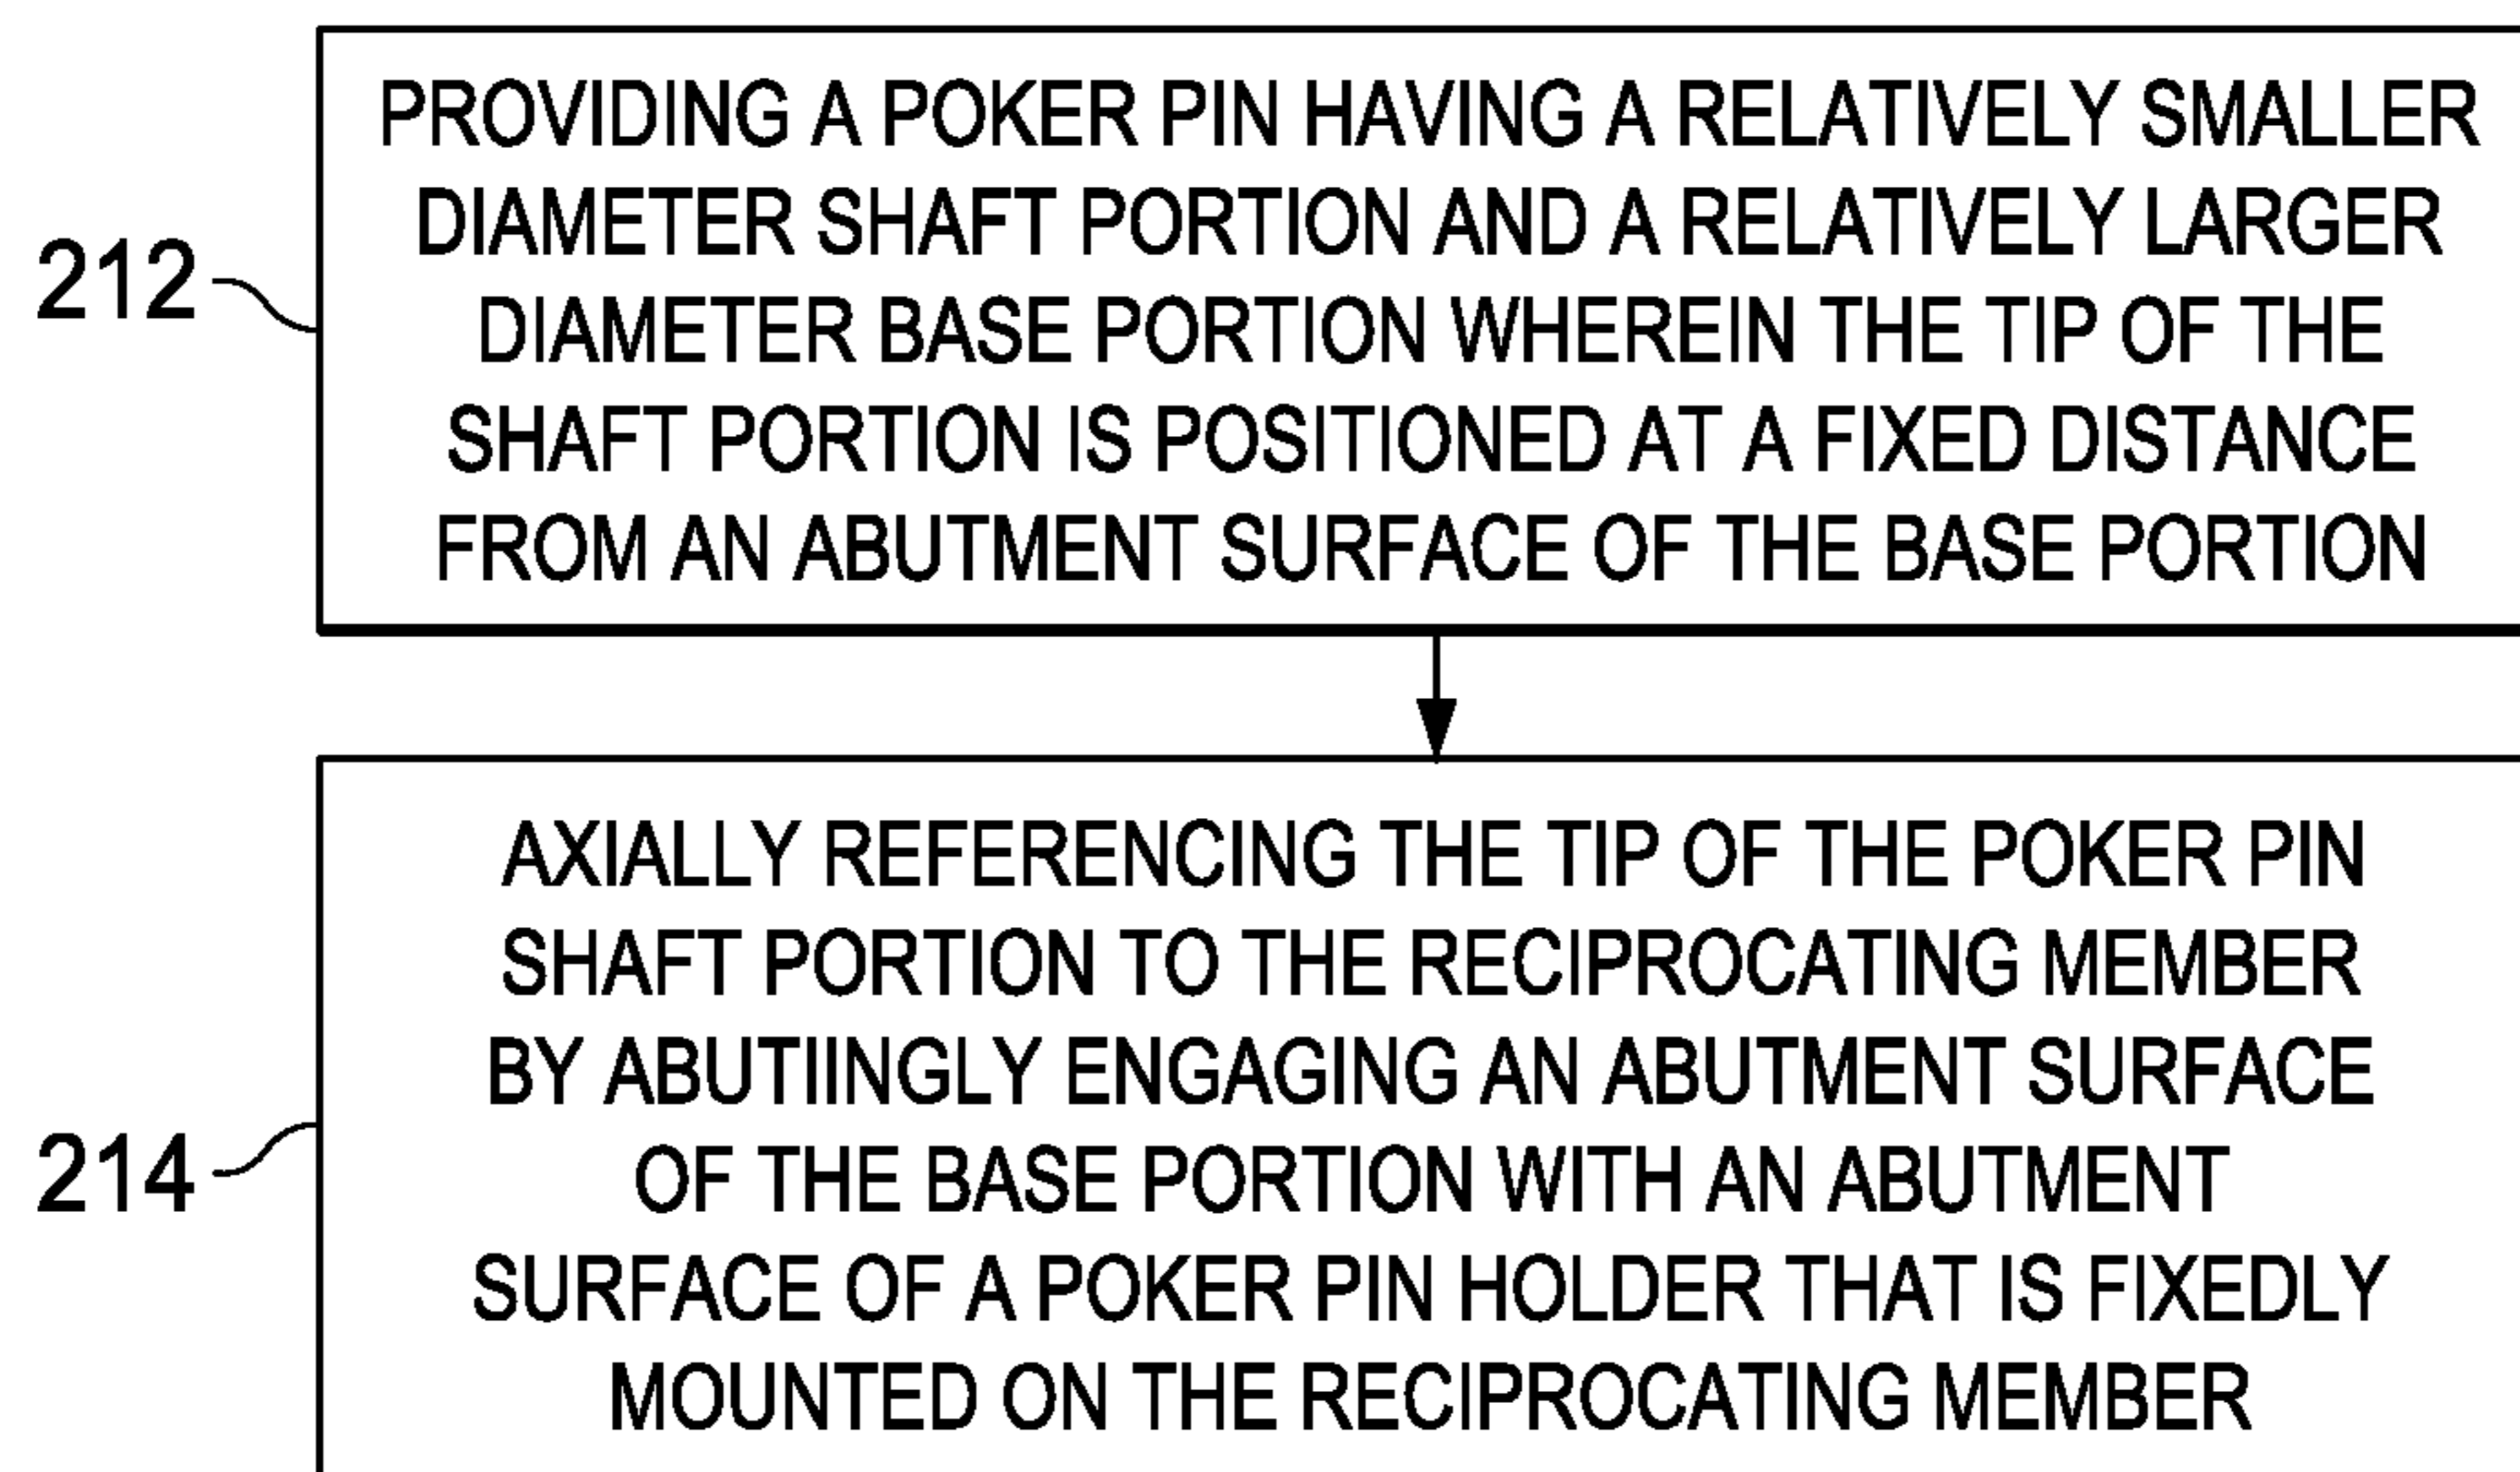 PROVIDING A POKER PIN HAVING A RELATIVELY SMALLER
DIAMETER SHAFT PORTION AND A RELATIVELY LARGER
212
DIAMETER BASE PORTION WHEREIN THE TIP OF THE
SHAFT PORTION IS POSITIONED AT A FIXED DISTANCE
FROM AN ABUTMENT SURFACE OF THE BASE PORTION
AXIALLY REFERENCING THE TIP OF THE POKER PIN
SHAFT PORTION TO THE RECIPROCATING MEMBER
BY ABUTIINGLY ENGAGING AN ABUTMENT SURFACE
214
OF THE BASE PORTION WITH AN ABUTMENT
SURFACE OF A POKER PIN HOLDER THAT IS FIXEDLY
MOUNTED ON THE RECIPROCATING MEMBER